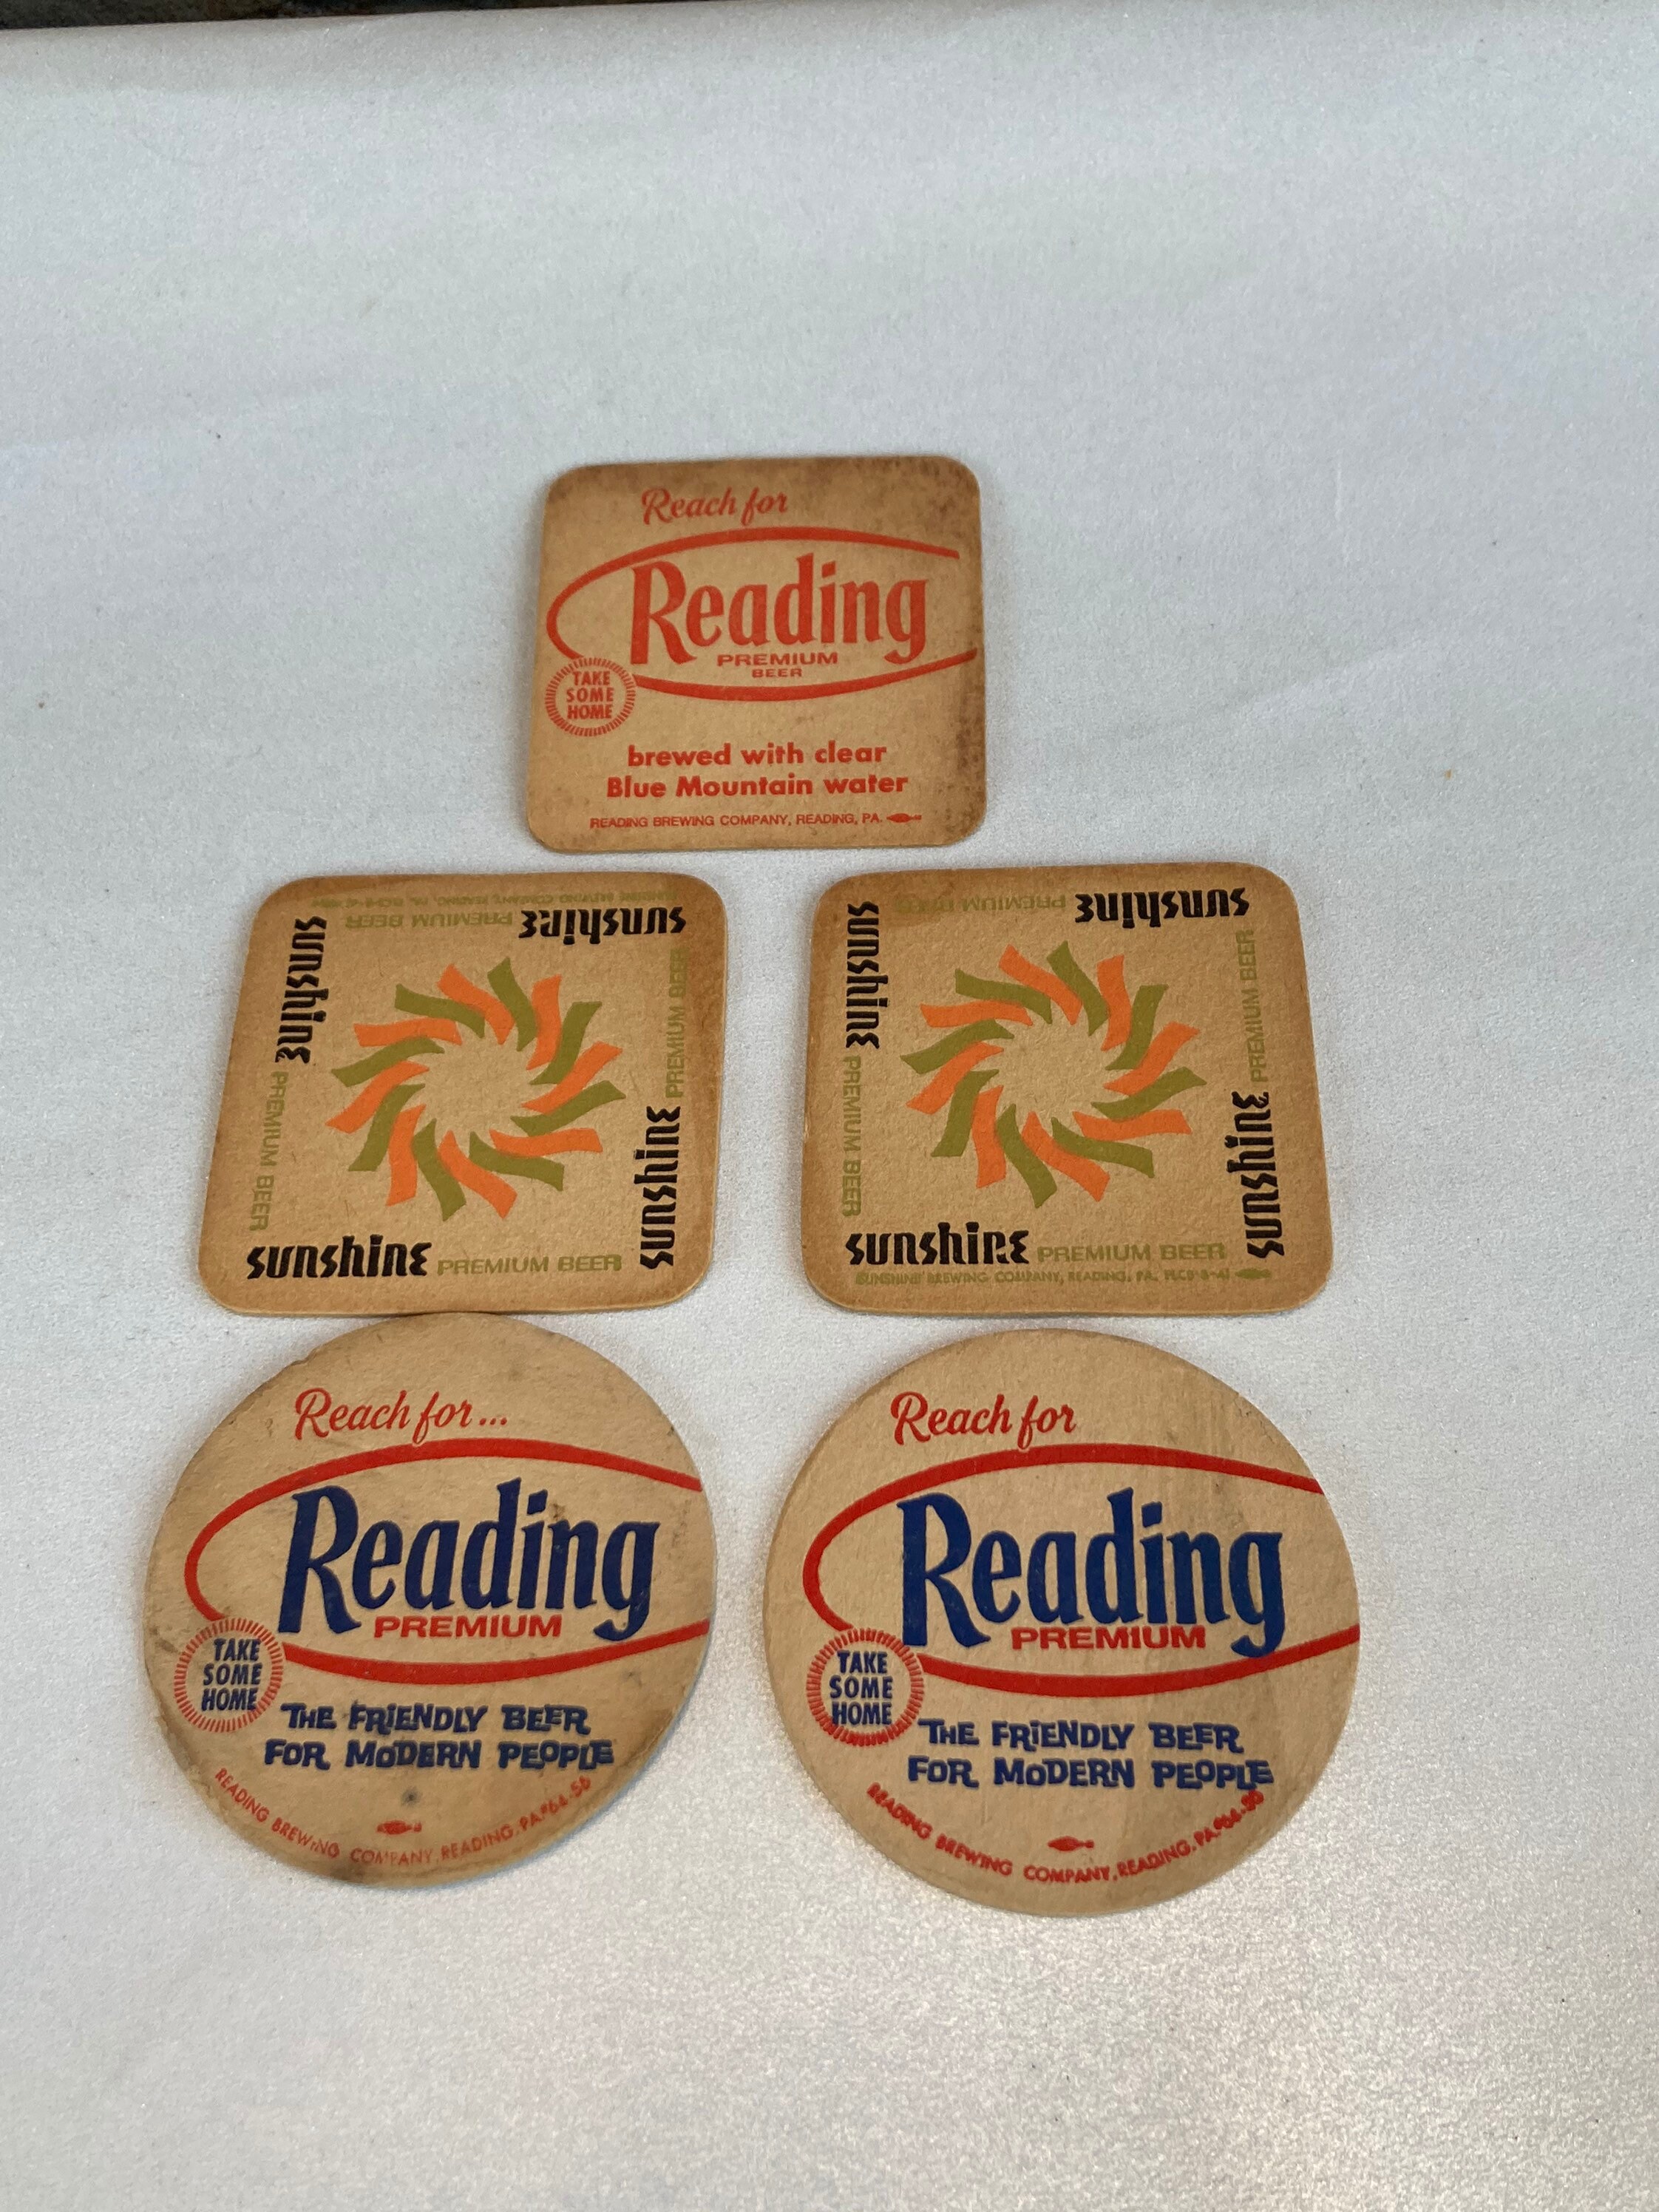 Reach for
Reading
PREMIUM
BEER
TAKE
SOME
HOME
brewed with clear
Blue Mountain water
READING BREWING COMPANY, READING, PA.
sunshine PREMIUM BEER
sunshine PREMIUM BEER
sunshine PREMIUM BEER
sunshine PREMIUM BEER
sunshine PREMIUM BEER
sunshine PREMIUM BEER
sunshine PREMIUM BEER
sunshine PREMIUM BEER
SUNSHINE BREWING COMPANY, READING, PA.
Reach for...
Reading
PREMIUM
TAKE
SOME
HOME
THE FRiENDLY BEER
FOR MoDERN PEOPLE
READING BREWING COMPANY, READING, PA.
Reach for
Reading
PREMIUM
TAKE
SOME
HOME
THE FRiENDLY BEER
FOR MoDERN PEOPLE
READING BREWING COMPANY, READING, PA.